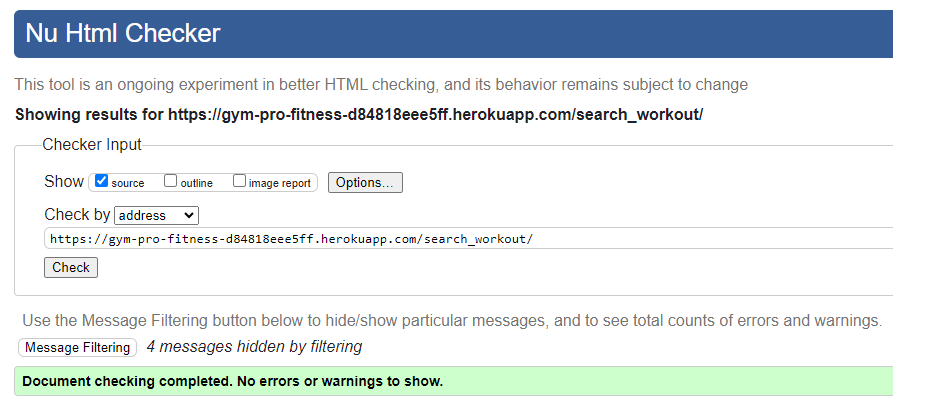 Nu Html Checker
This tool is an ongoing experiment in better HTML checking, and its behavior remains subject to change
Showing results for https://gym-pro-fitness-d84818eee5ff.herokuapp.com/search_workout/
Checker Input
Show source outline image report Options...
Check by address
https://gym-pro-fitness-d84818eee5ff.herokuapp.com/search_workout/
Check
Use the Message Filtering button below to hide/show particular messages, and to see total counts of errors and warnings.
Message Filtering 4 messages hidden by filtering
Document checking completed. No errors or warnings to show.